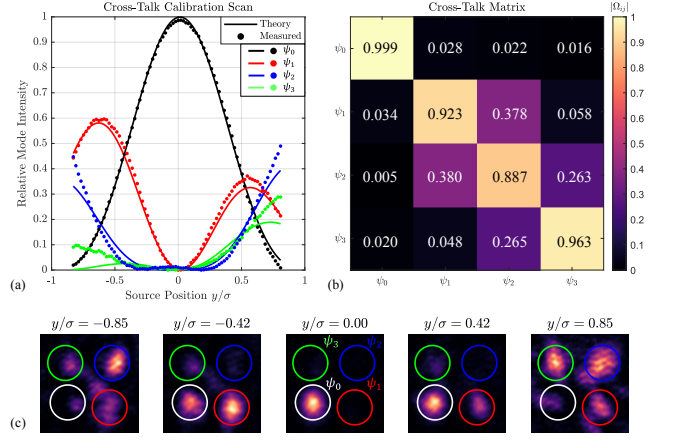 Cross-Talk Calibration Scan
Theory
Measured
ψ₀
ψ₁
ψ₂
ψ₃
1
0.9
0.8
0.7
0.6
0.5
0.4
0.3
0.2
0.1
0
Relative Mode Intensity
-1
-0.5
0
0.5
1
Source Position y/σ
(a)
Cross-Talk Matrix
|Ωᵢⱼ|
ψ₀ 0.999 0.028 0.022 0.016
ψ₁ 0.034 0.923 0.378 0.058
ψ₂ 0.005 0.380 0.887 0.263
ψ₃ 0.020 0.048 0.265 0.963
ψ₀ ψ₁ ψ₂ ψ₃
1
0.9
0.8
0.7
0.6
0.5
0.4
0.3
0.2
0.1
0
(b)
y/σ = −0.85
y/σ = −0.42
y/σ = 0.00
y/σ = 0.42
y/σ = 0.85
ψ₃ ψ₂
ψ₀ ψ₁
(c)